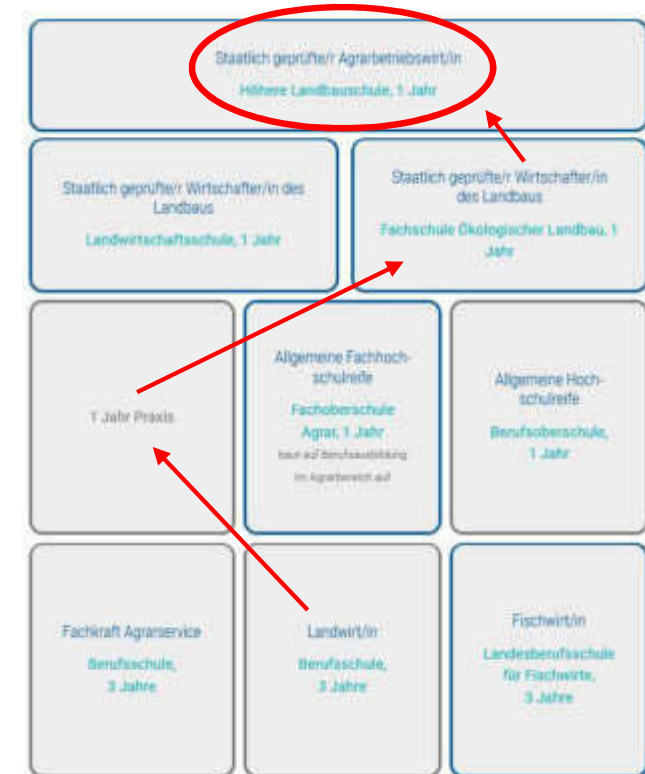 Staatlich geprüfte/r Agrarbetriebswirt/in
Höhere Landbauschule, 1 Jahr
Staatlich geprüfte/r Wirtschafter/in des
Landbaus
Landwirtschaftsschule, 1 Jahr
Staatlich geprüfte/r Wirtschafter/in
des Landbaus
Fachschule Ökologischer Landbau, 1
Jahr
1 Jahr Praxis
Allgemeine Fachhoch-
schulreife
Fachoberschule
Agrar, 1 Jahr
baut auf Berufsausbildung
im Agrarbereich auf
Allgemeine Hoch-
schulreife
Berufsoberschule,
1 Jahr
Fachkraft Agrarservice
Berufsschule,
3 Jahre
Landwirt/in
Berufsschule,
3 Jahre
Fischwirt/in
Landesberufsschule
für Fischwirte,
3 Jahre